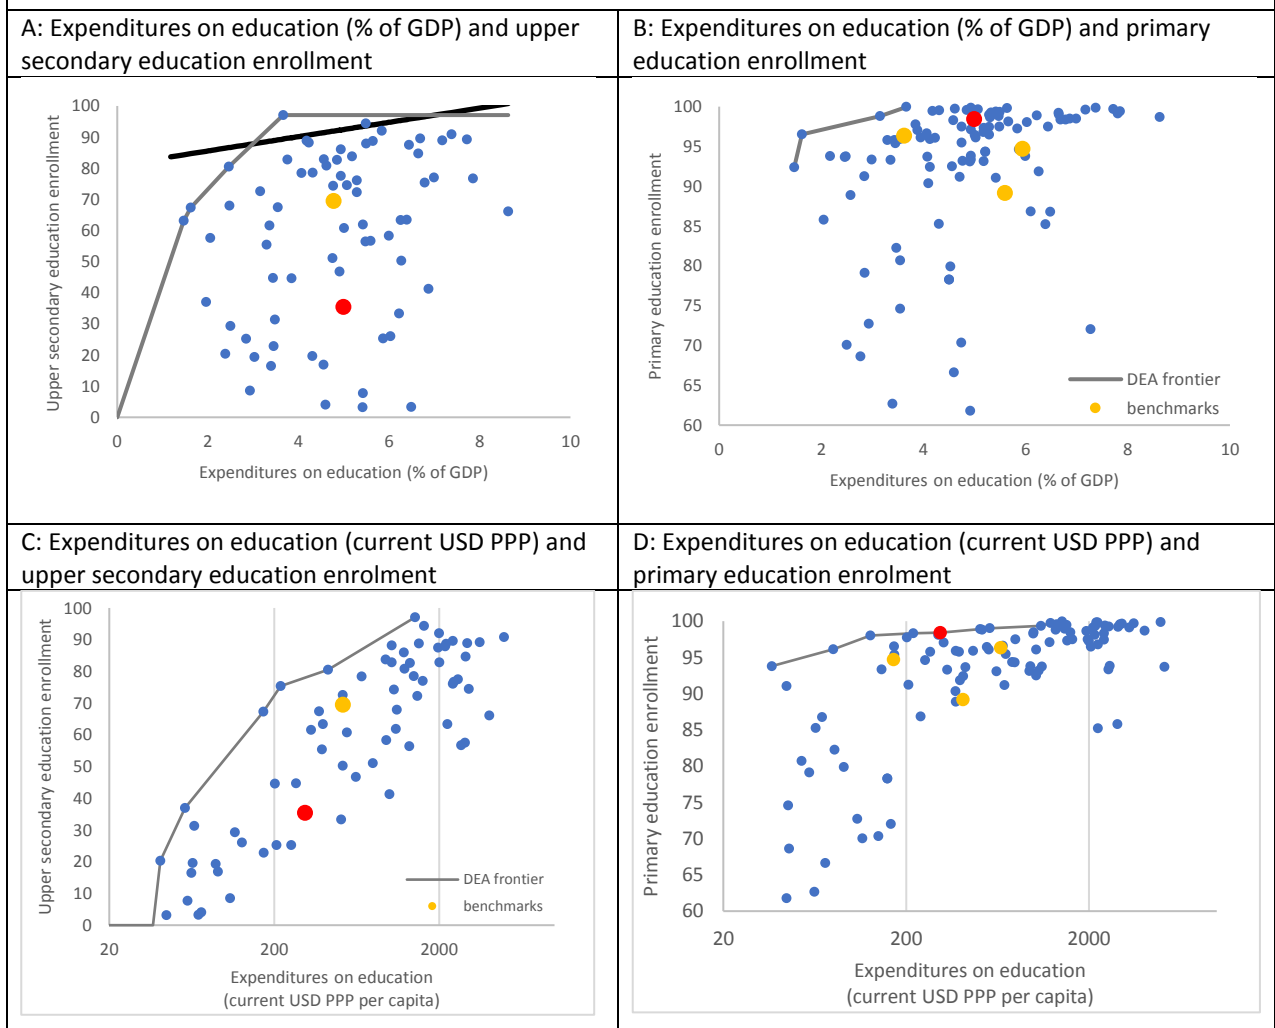 A: Expenditures on education (% of GDP) and upper
secondary education enrollment
B: Expenditures on education (% of GDP) and primary
education enrollment
100
90
80
70
60
50
40
30
20
10
0
0
2
4
6
8
10
Upper secondary education enrollment
Expenditures on education (% of GDP)
100
95
90
85
80
75
70
65
60
0
2
4
6
8
10
Primary education enrollment
Expenditures on education (% of GDP)
DEA frontier
benchmarks
C: Expenditures on education (current USD PPP) and
upper secondary education enrolment
D: Expenditures on education (current USD PPP) and
primary education enrolment
100
90
80
70
60
50
40
30
20
10
0
20
200
2000
Upper secondary education enrollment
DEA frontier
benchmarks
Expenditures on education
(current USD PPP per capita)
100
95
90
85
80
75
70
65
60
20
200
2000
Primary education enrollment
Expenditures on education
(current USD PPP per capita)